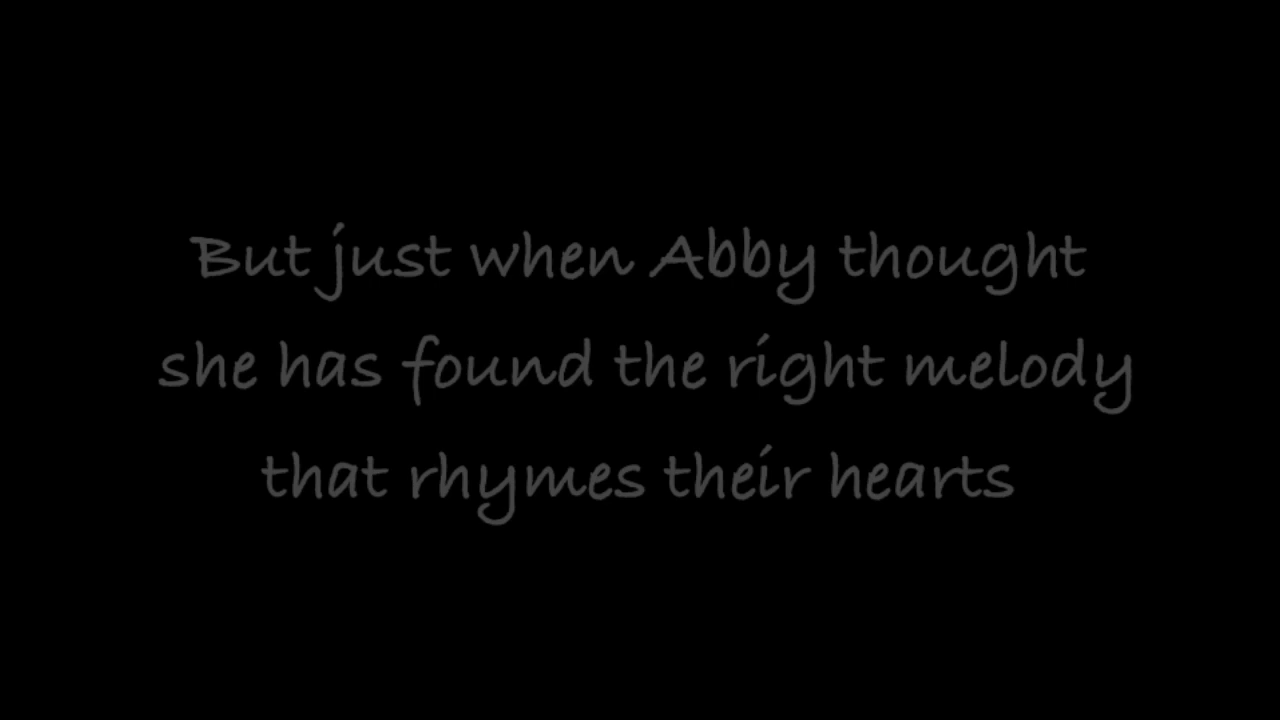 But just when Abby thought
she has found the right melody
that rhymes their hearts